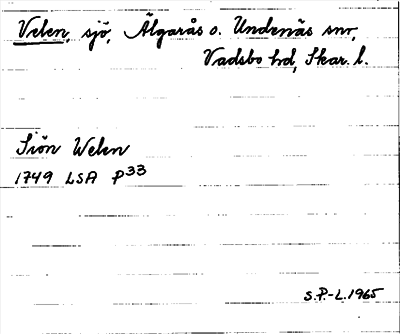 Velen, sjö, Älgarås o. Undenäs snr,
Vadsbo hd, Skar. l.
Siön Welen
1749 LSA P33
S.P.-L. 1965